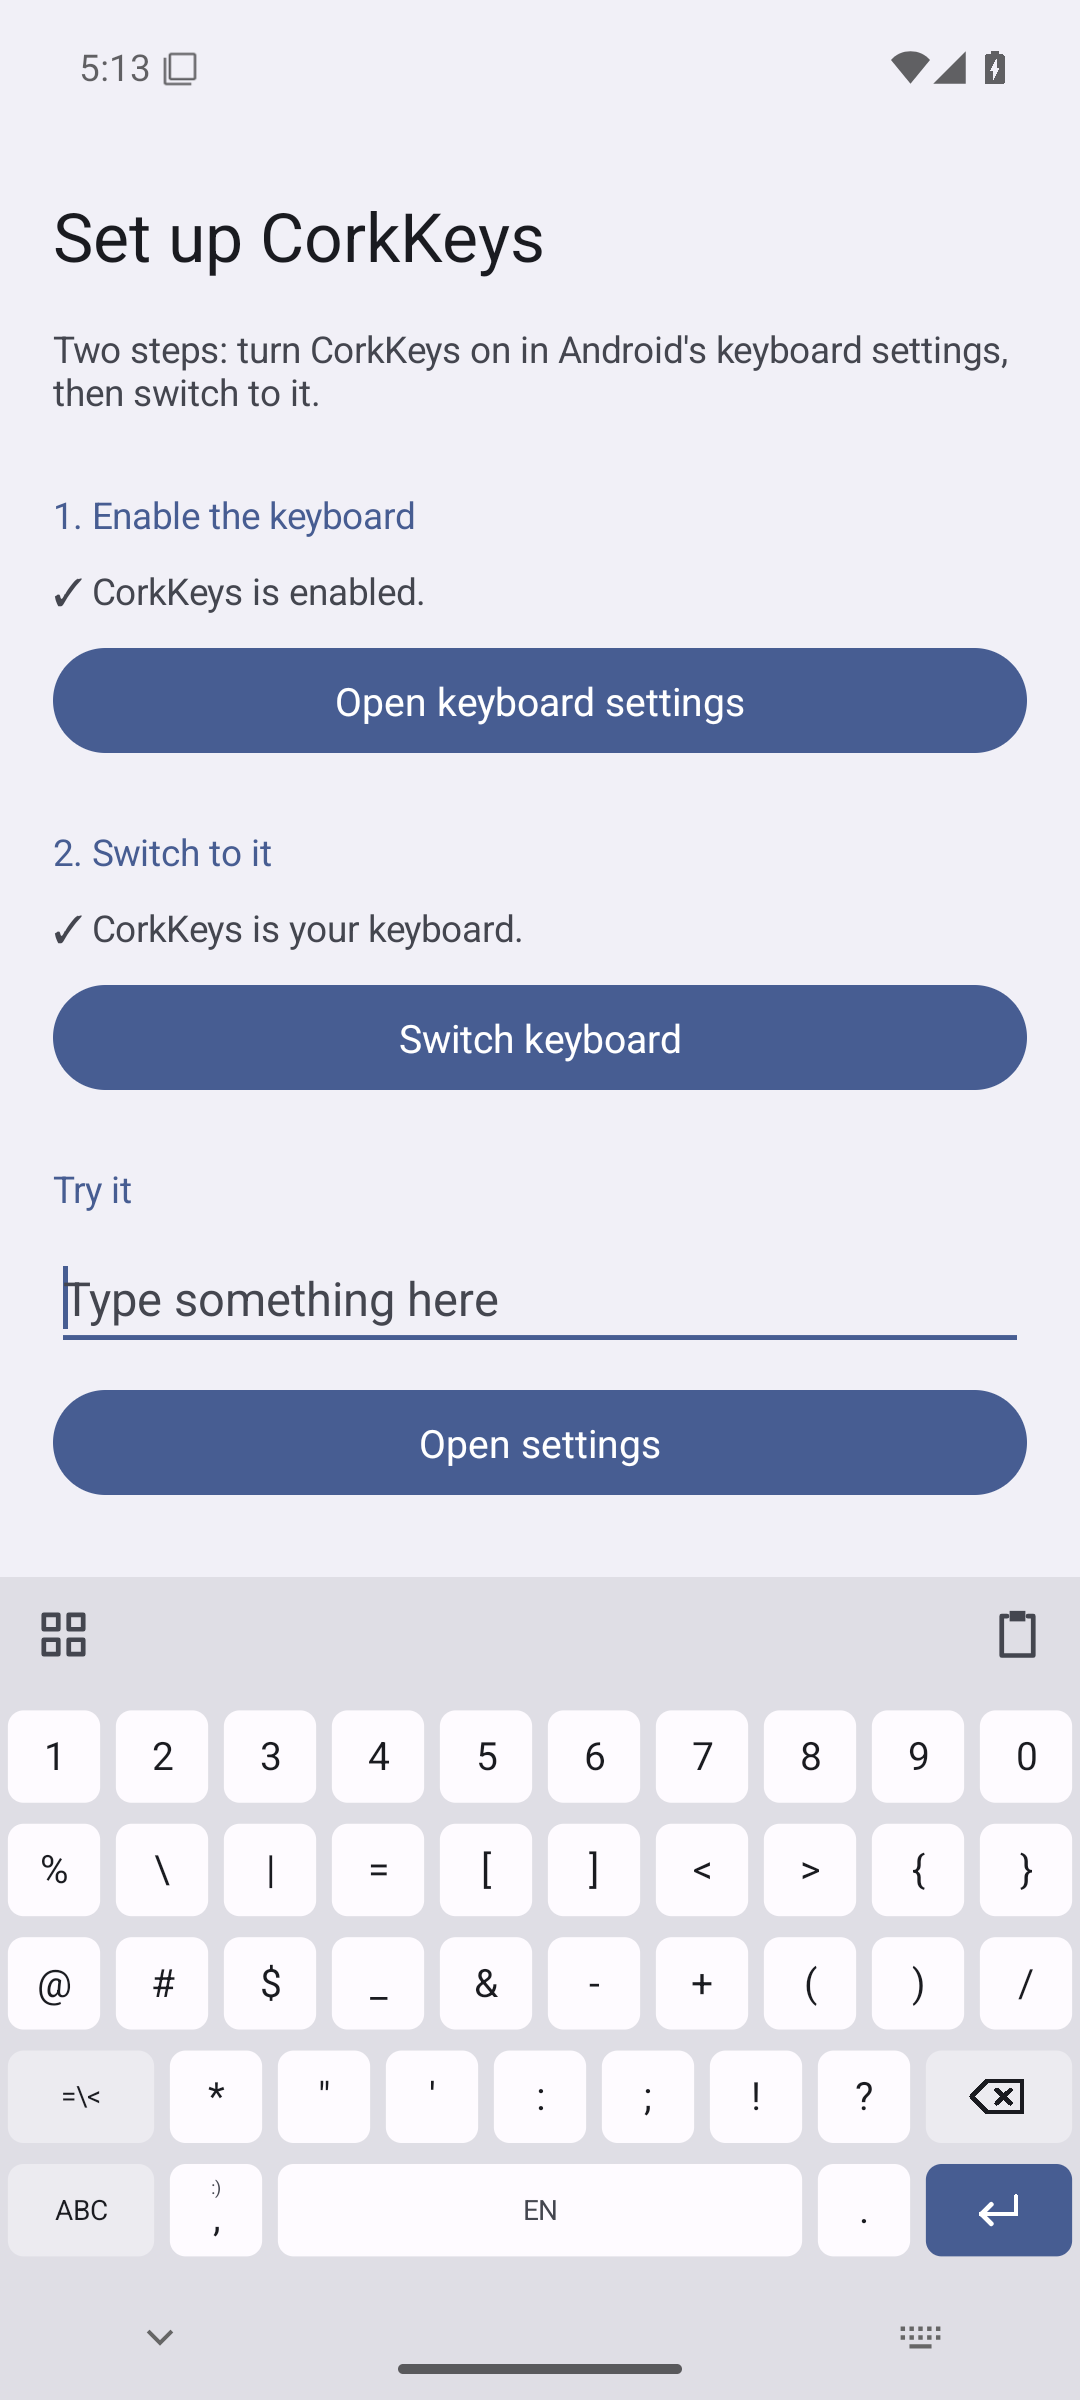 5:13
Set up CorkKeys
Two steps: turn CorkKeys on in Android's keyboard settings,
then switch to it.
1. Enable the keyboard
✓ CorkKeys is enabled.
Open keyboard settings
2. Switch to it
✓ CorkKeys is your keyboard.
Switch keyboard
Try it
Type something here
Open settings
1 2 3 4 5 6 7 8 9 0
% \ | = [ ] < > { }
@ # $ _ & - + ( ) /
=\< * " ' : ; ! ?
ABC :) , EN .